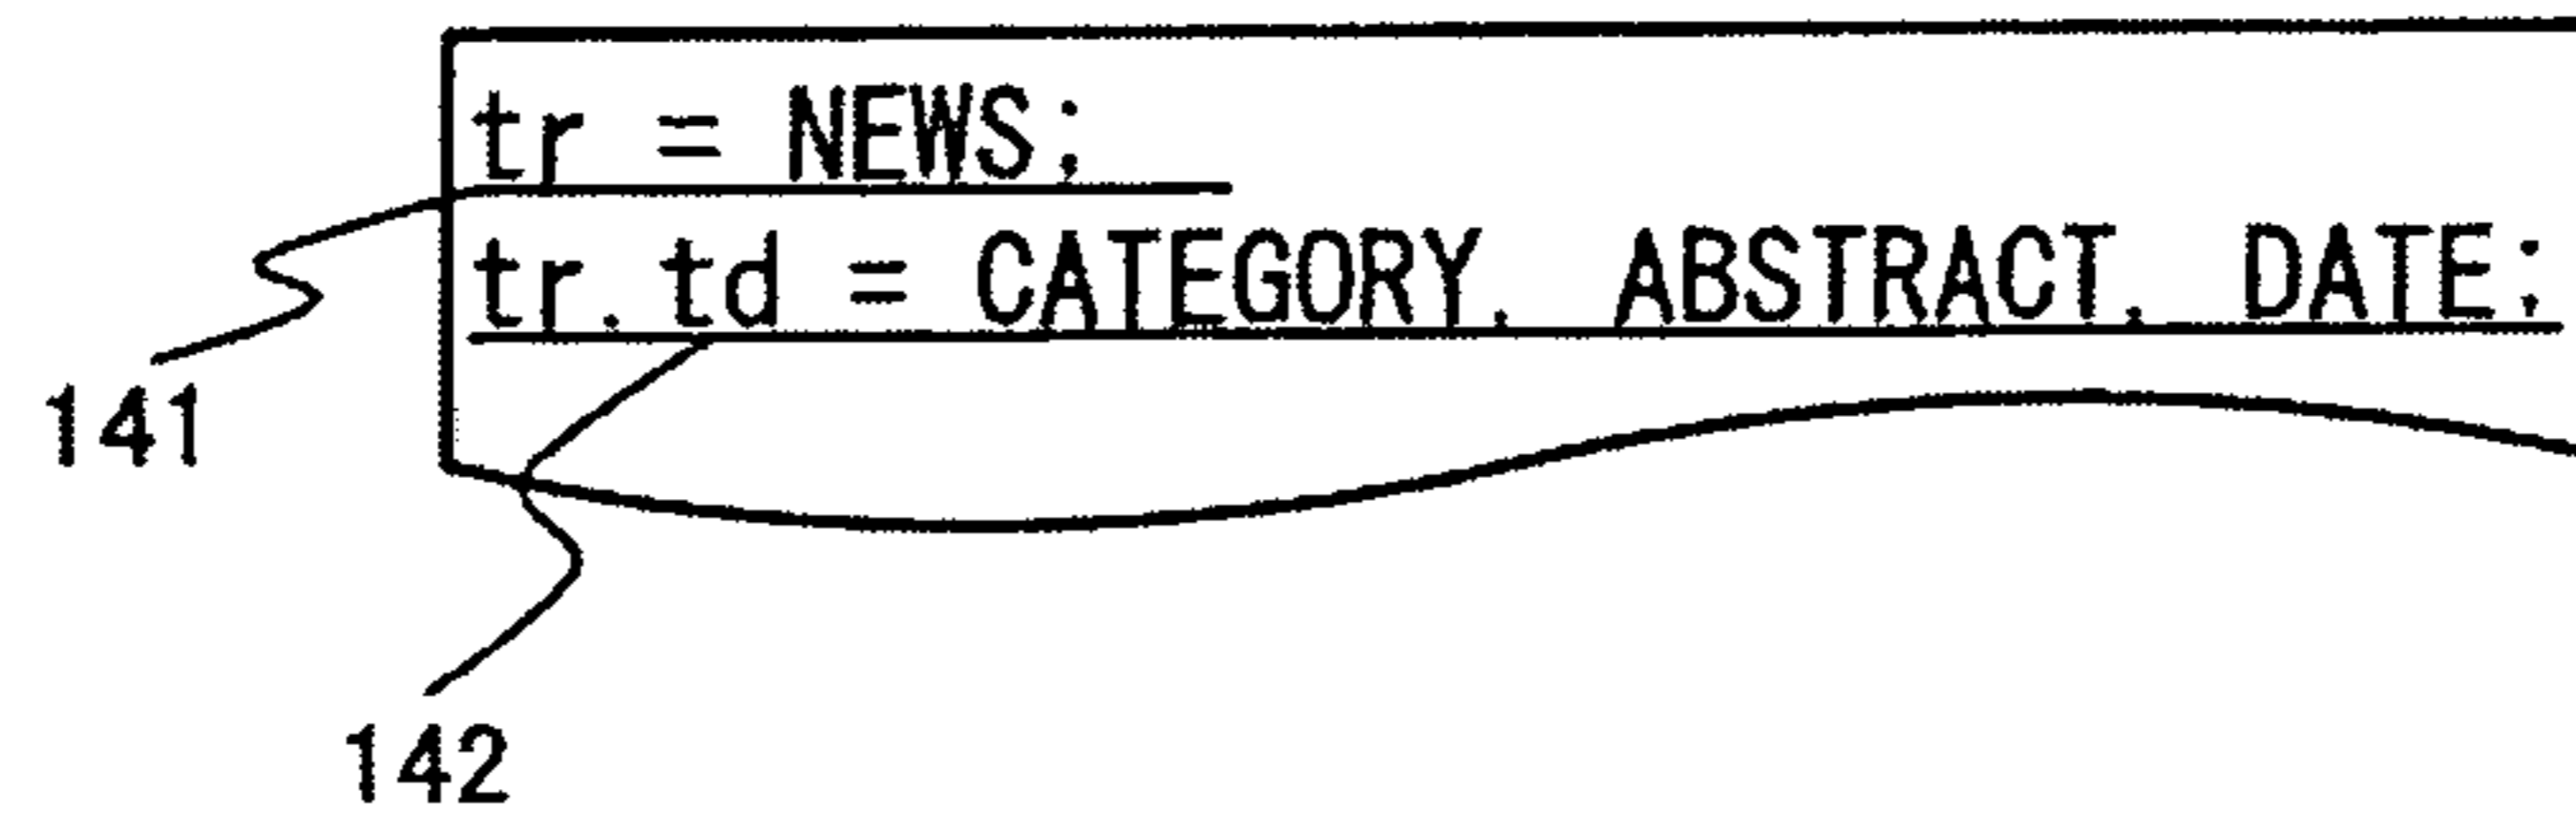 tr = NEWS;
tr.td = CATEGORY, ABSTRACT, DATE;
141
142